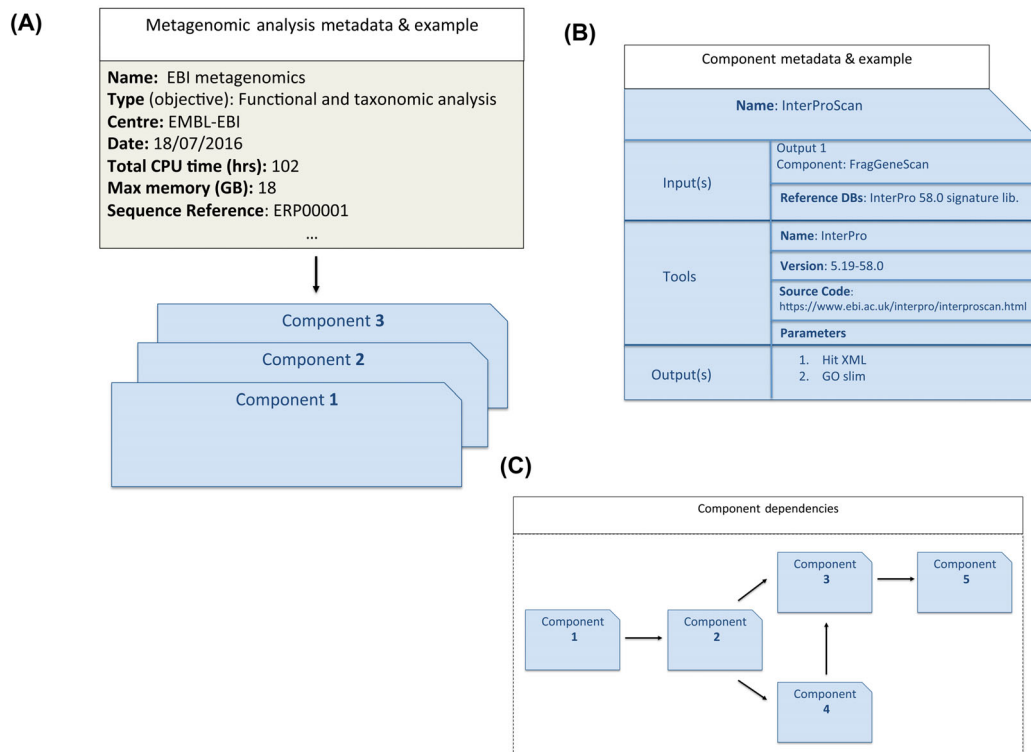 (A)
Metagenomic analysis metadata & example
Name: EBI metagenomics
Type (objective): Functional and taxonomic analysis
Centre: EMBL-EBI
Date: 18/07/2016
Total CPU time (hrs): 102
Max memory (GB): 18
Sequence Reference: ERP00001
...
Component 3
Component 2
Component 1
(B)
Component metadata & example
Name: InterProScan
Input(s)
Output 1
Component: FragGeneScan
Reference DBs: InterPro 58.0 signature lib.
Tools
Name: InterPro
Version: 5.19-58.0
Source Code:
https://www.ebi.ac.uk/interpro/interproscan.html
Parameters
Output(s)
1. Hit XML
2. GO slim
(C)
Component dependencies
Component
1
Component
2
Component
3
Component
4
Component
5